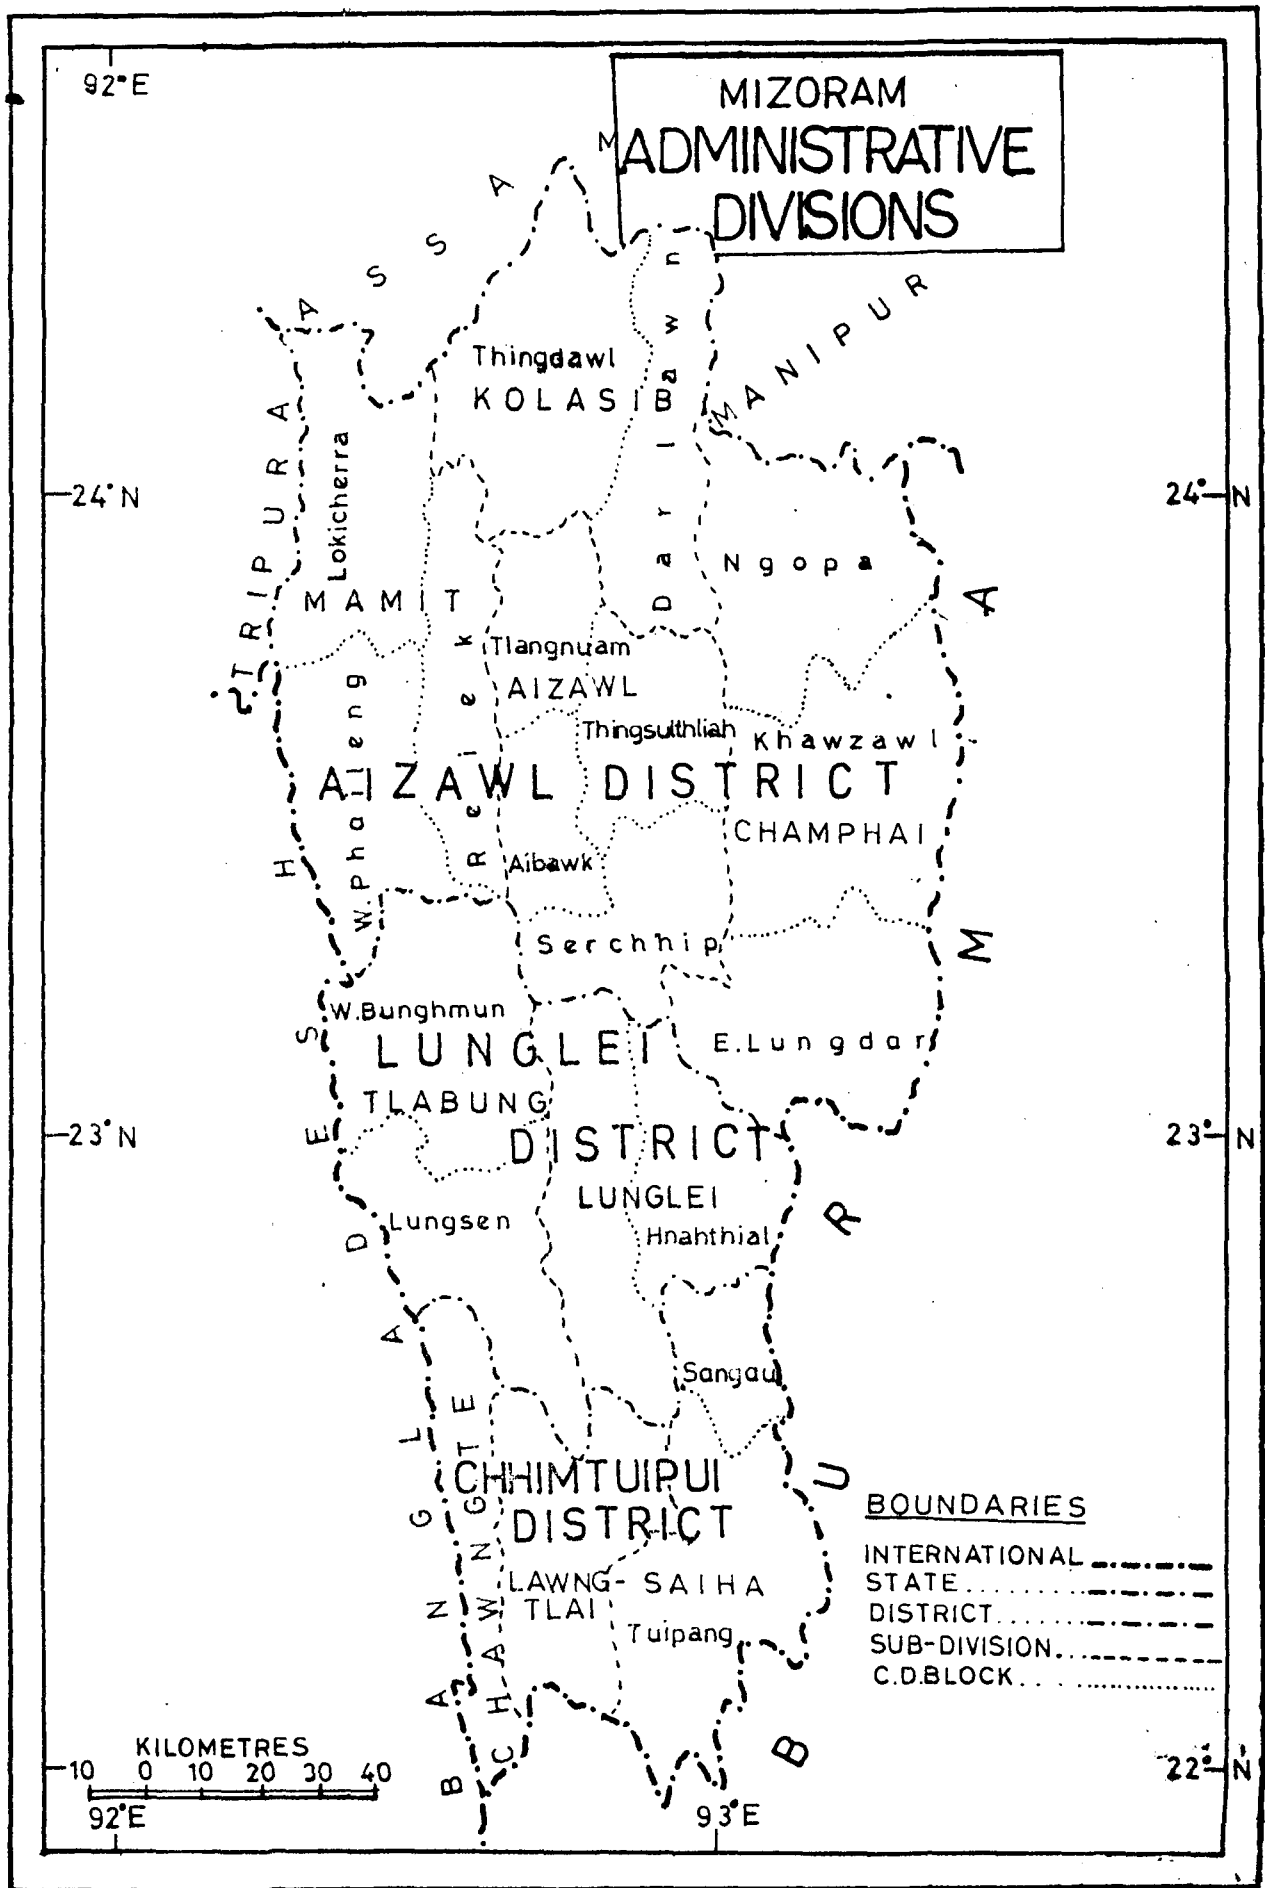 92°E
MIZORAM
ADMINISTRATIVE
DIVISIONS
ASSAM
MANIPUR
TRIPURA
Thingdawl
KOLASIB
Darlbawn
Lokicherra
24°N
24° N
Ngopa
MAMIT
Reiek
Tlangnuam
AIZAWL
W.Phaileng
Thingsulthliah
Khawzawl
AIZAWL DISTRICT
CHAMPHAI
Aibawk
Serchhip
W.Bunghmun
LUNGLEI
E.Lungdar
TLABUNG
23°N
DISTRICT
23° N
LUNGLEI
Lungsen
Hnahthial
Sangau
CHHIMTUIPUI
DISTRICT
LAWNG-
TLAI
SAIHA
Tuipang
CHAWNGTE
BANGLADESH
BURMA
BOUNDARIES
INTERNATIONAL
STATE
DISTRICT
SUB-DIVISION
C.D.BLOCK
KILOMETRES
10 0 10 20 30 40
22° N
92°E
93°E